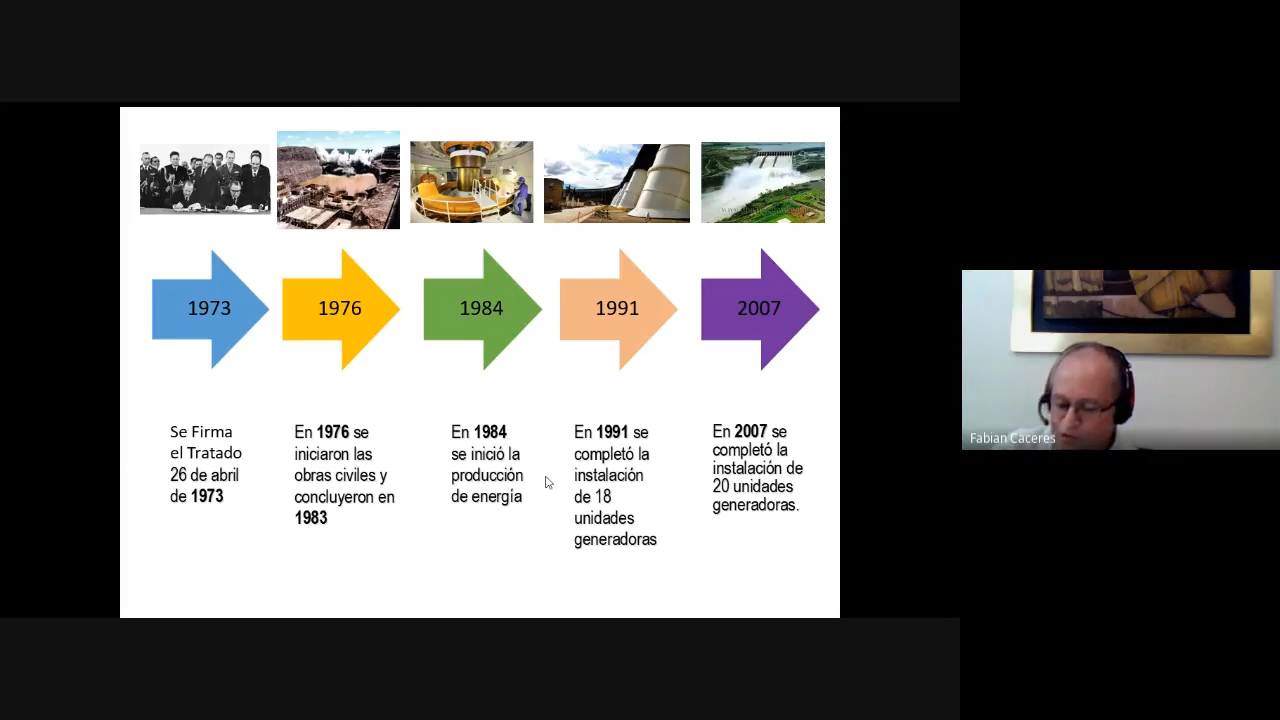 1973
1976
1984
1991
2007
Se Firma
el Tratado
26 de abril
de 1973
En 1976 se
iniciaron las
obras civiles y
concluyeron en
1983
En 1984
se inició la
producción
de energía
En 1991 se
completó la
instalación
de 18
unidades
generadoras
En 2007 se
completó la
instalación de
20 unidades
generadoras.
Fabian Caceres